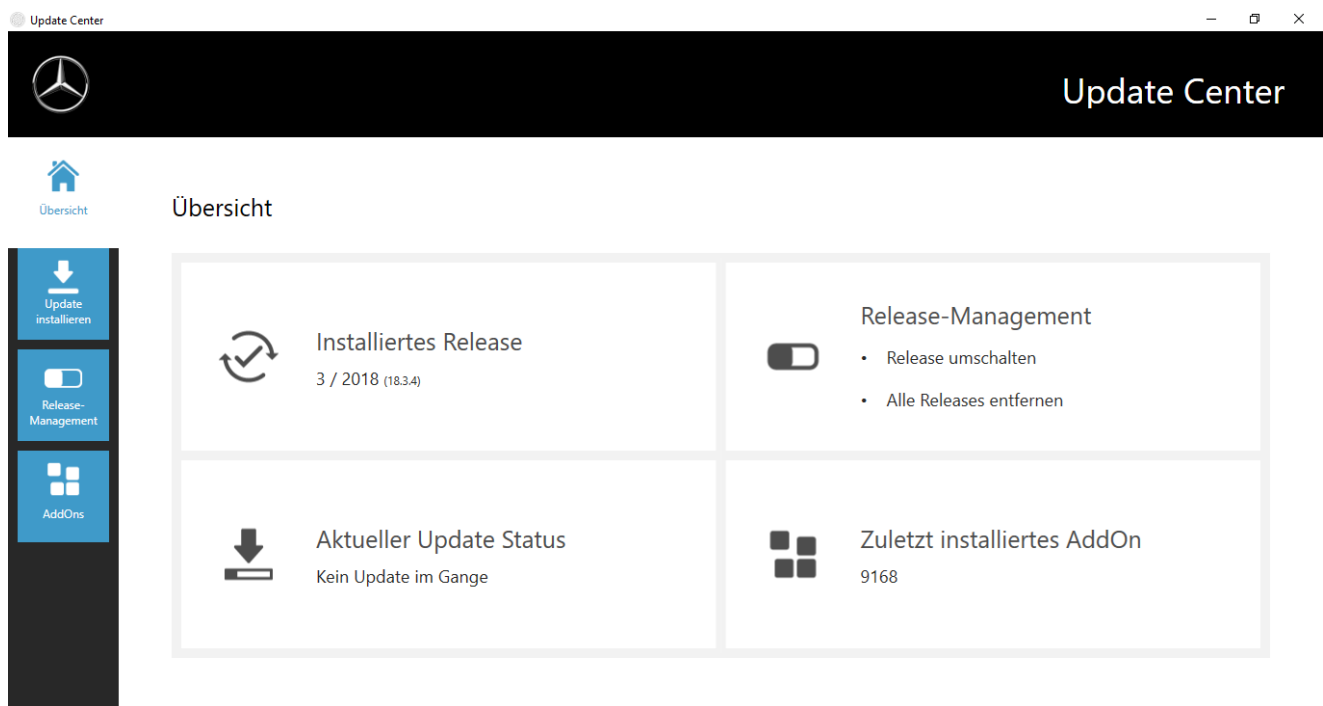 Update Center
Update Center
Übersicht
Übersicht
Update
installieren
Release-
Management
AddOns
Installiertes Release
3 / 2018 (18.3.4)
Release-Management
• Release umschalten
• Alle Releases entfernen
Aktueller Update Status
Kein Update im Gange
Zuletzt installiertes AddOn
9168